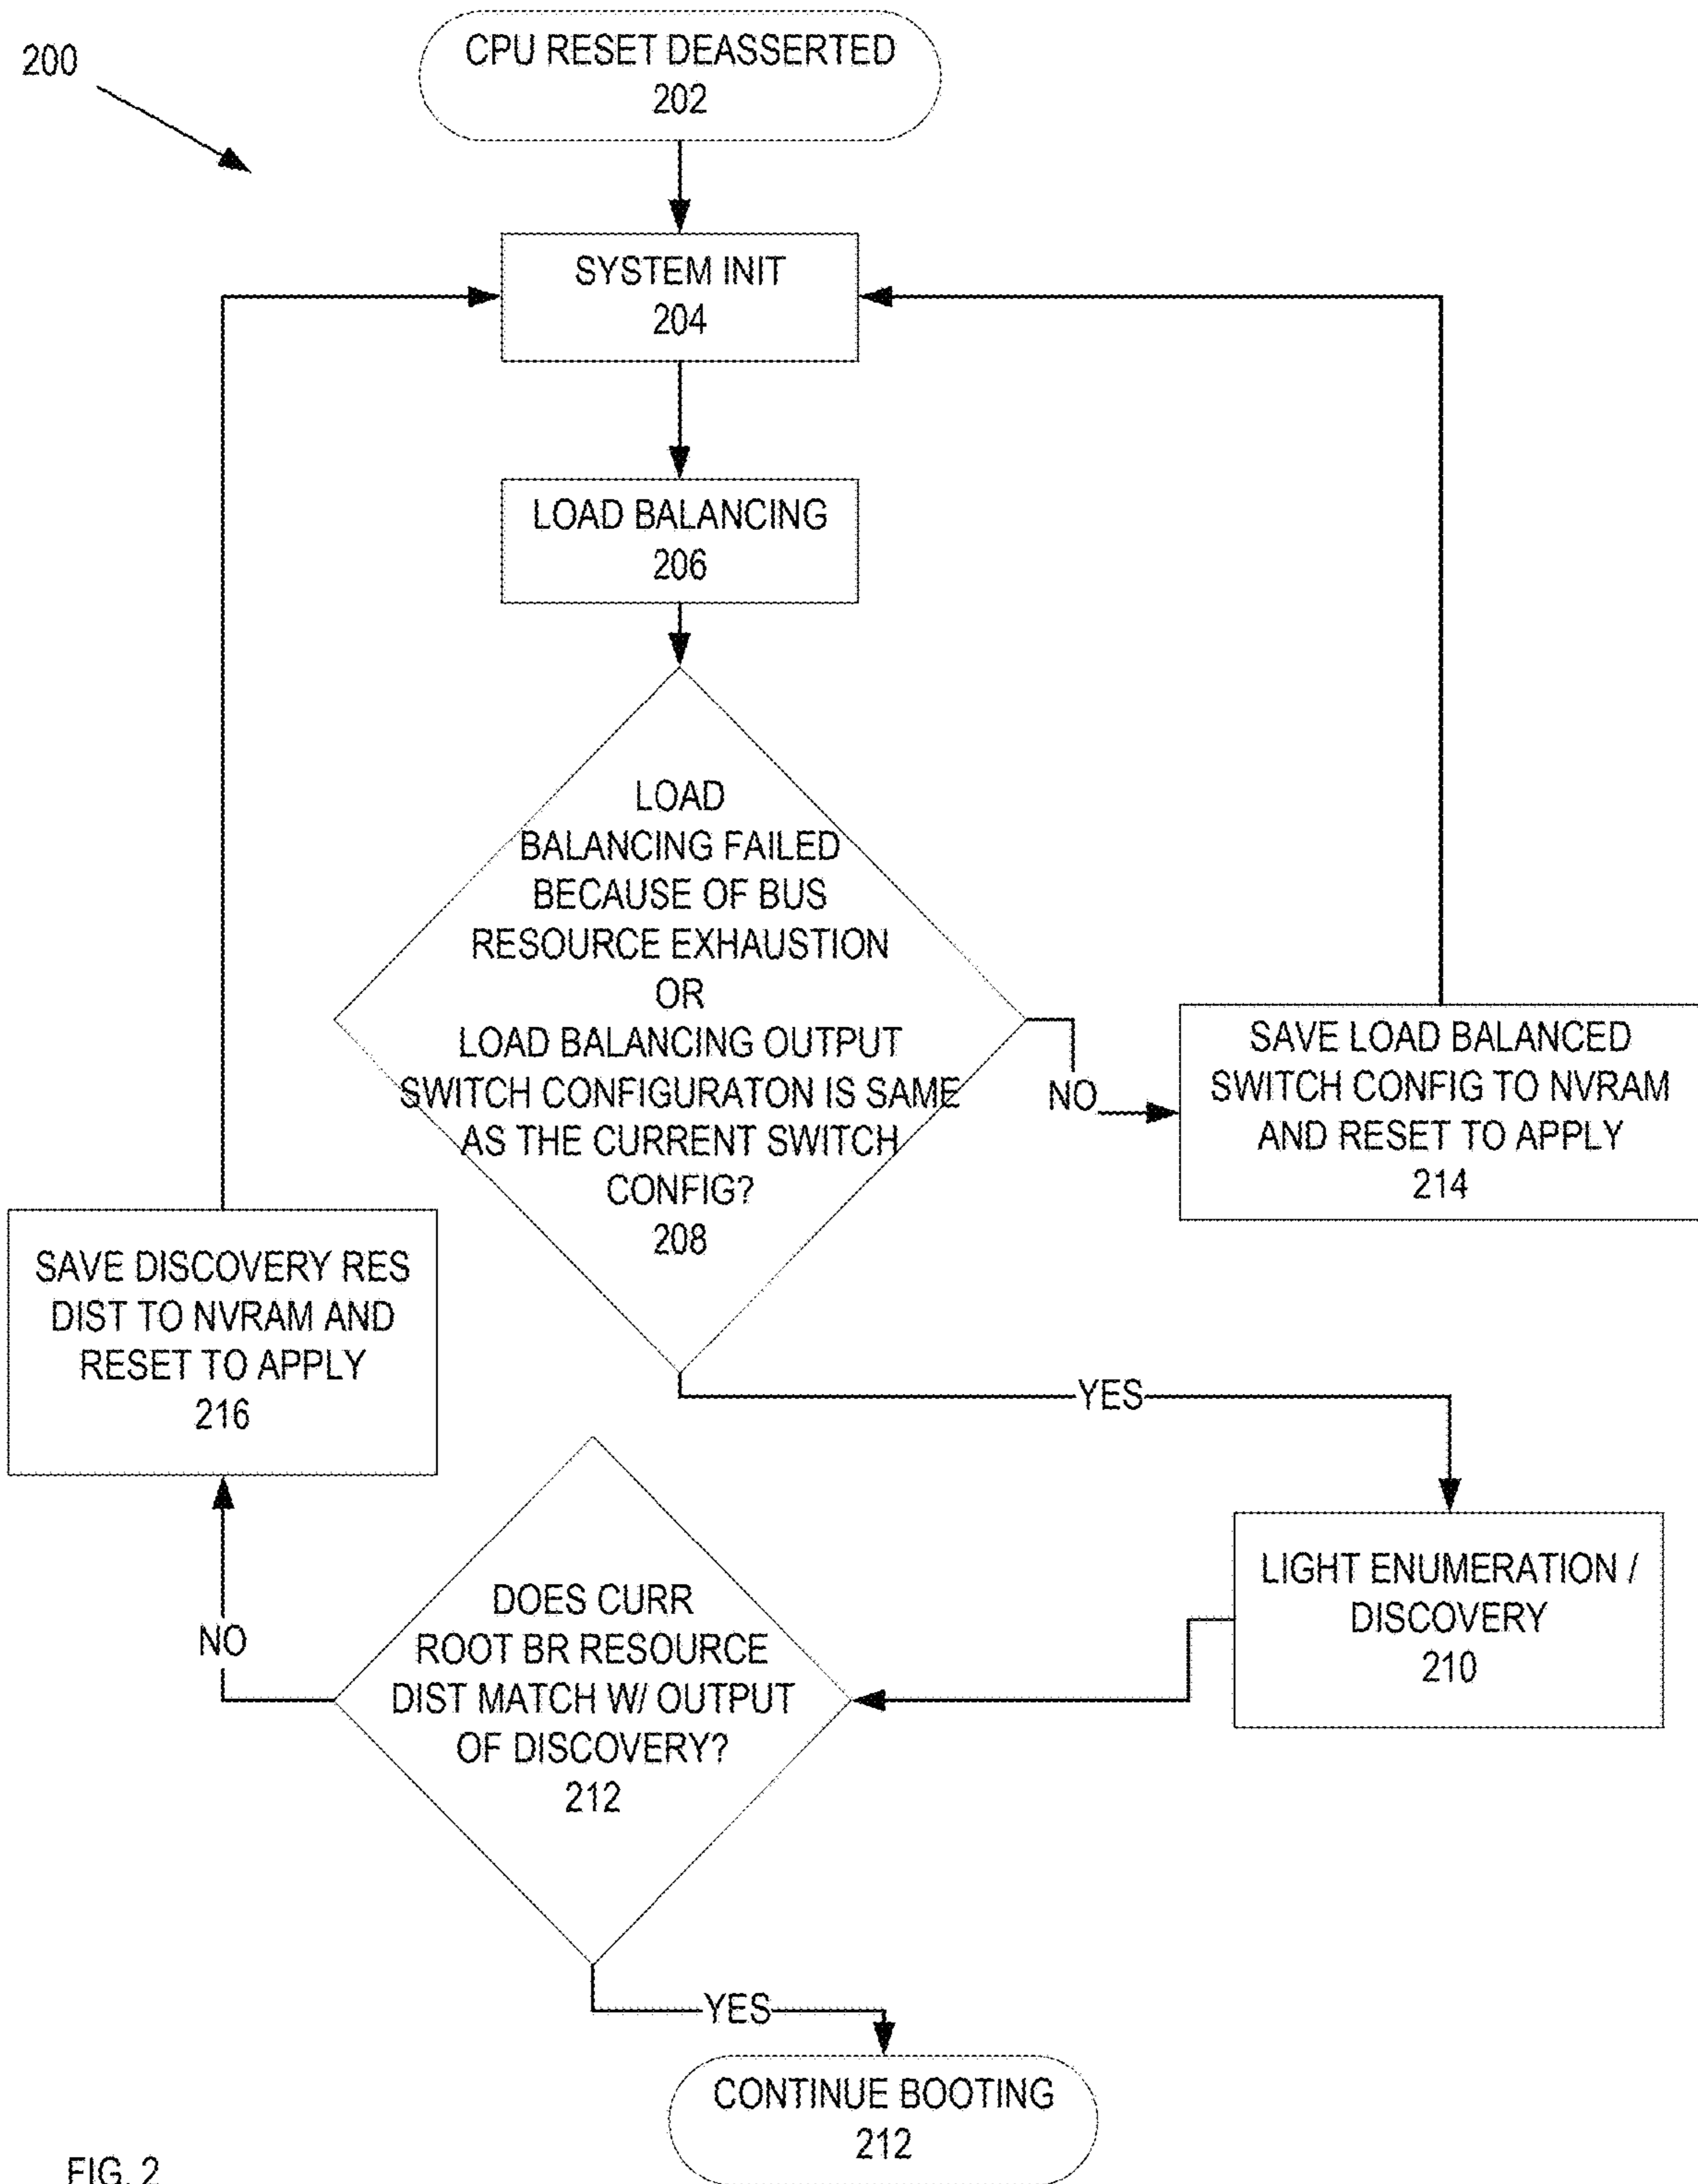 200
CPU RESET DEASSERTED
202
SYSTEM INIT
204
LOAD BALANCING
206
LOAD
BALANCING FAILED
BECAUSE OF BUS
RESOURCE EXHAUSTION
OR
LOAD BALANCING OUTPUT
SWITCH CONFIGURATON IS SAME
AS THE CURRENT SWITCH
CONFIG?
208
NO
SAVE LOAD BALANCED
SWITCH CONFIG TO NVRAM
AND RESET TO APPLY
214
YES
LIGHT ENUMERATION /
DISCOVERY
210
DOES CURR
ROOT BR RESOURCE
DIST MATCH W/ OUTPUT
OF DISCOVERY?
212
NO
SAVE DISCOVERY RES
DIST TO NVRAM AND
RESET TO APPLY
216
YES
CONTINUE BOOTING
212
FIG. 2